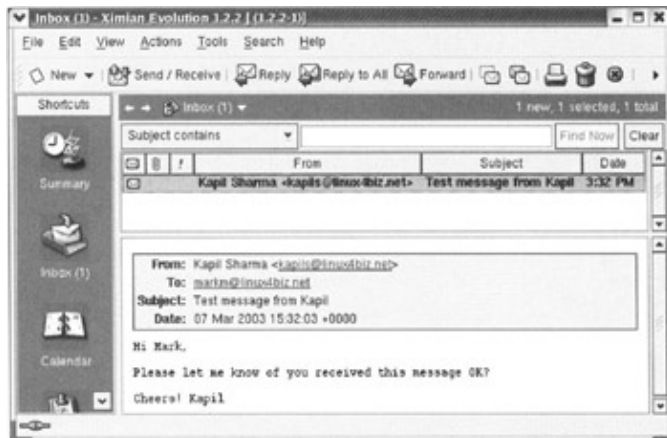 Inbox (1) - Ximian Evolution 1.2.2 [ (1.2.2-1)]
File Edit View Actions Tools Search Help
New Send / Receive Reply Reply to All Forward
Shortcuts
Inbox (1)
1 new, 1 selected, 1 total
Subject contains Find Now Clear
! From Subject Date
Kapil Sharma <kapils@linux4biz.net> Test message from Kapil 3:32 PM
Summary
Inbox (1)
Calendar
From: Kapil Sharma <kapils@linux4biz.net>
To: markm@linux4biz.net
Subject: Test message from Kapil
Date: 07 Mar 2003 15:32:03 +0000
Hi Mark,
Please let me know of you received this message OK?
Cheers! Kapil